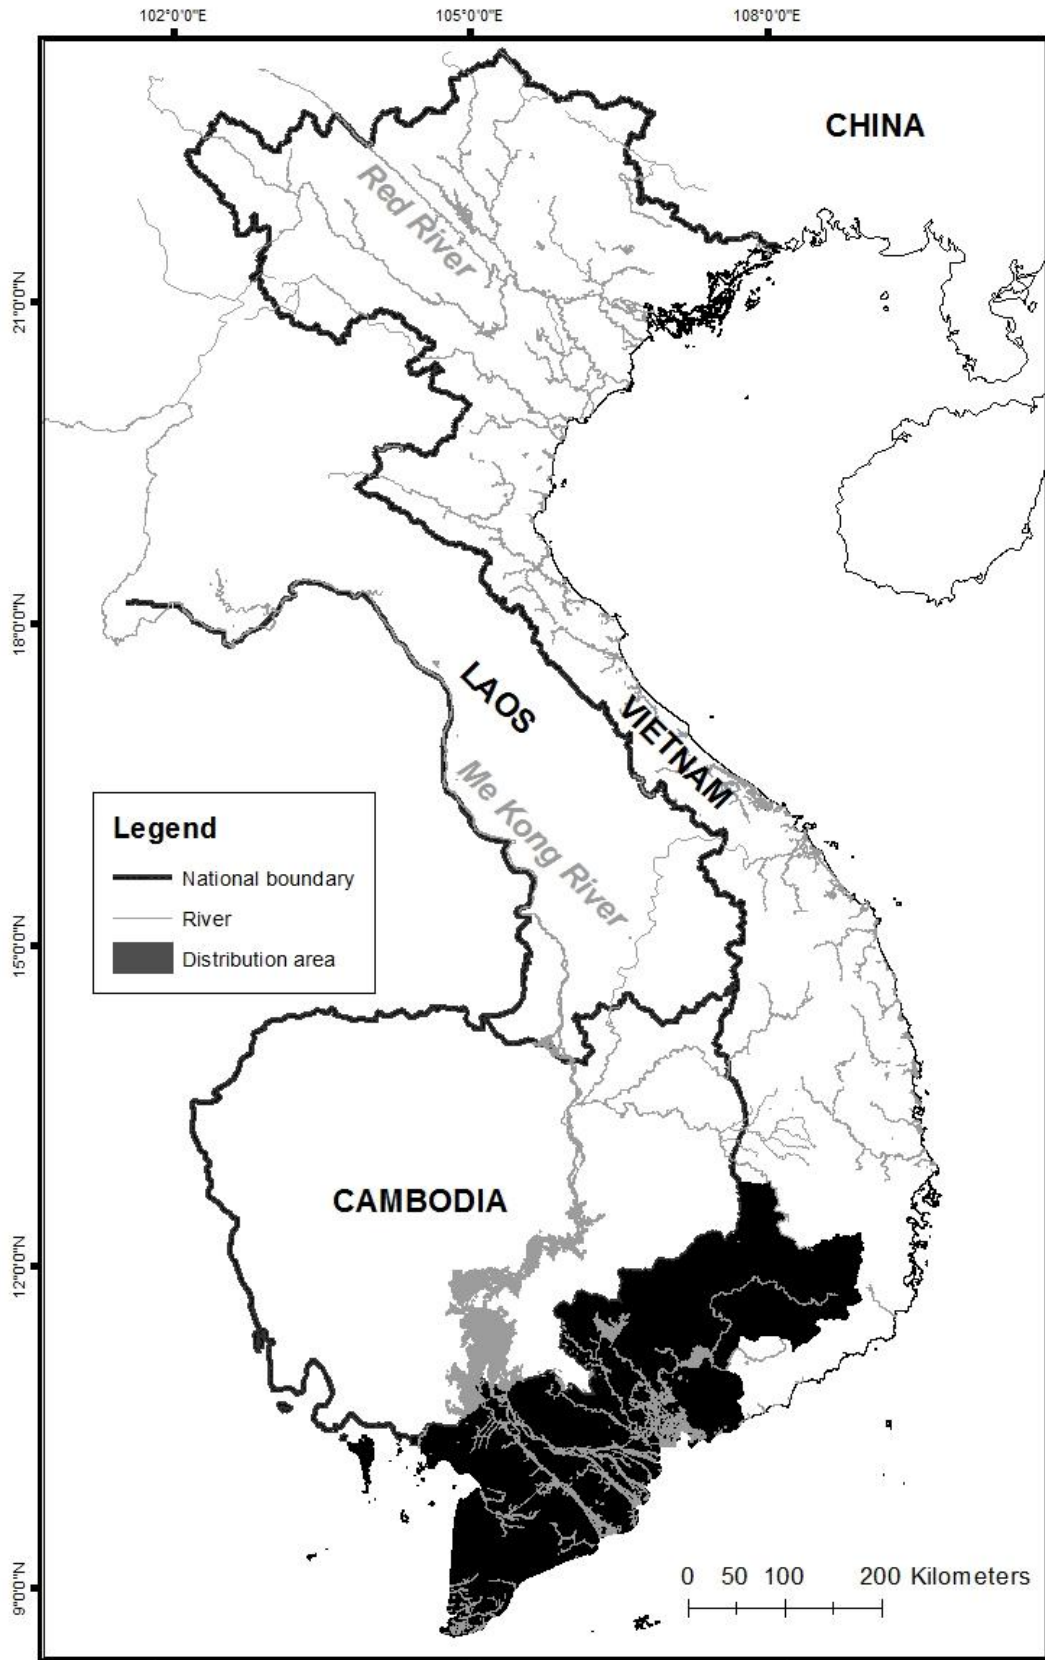 102°0'0"E
105°0'0"E
108°0'0"E
CHINA
Red River
21°0'0"N
18°0'0"N
LAOS
VIETNAM
Me Kong River
Legend
National boundary
River
Distribution area
15°0'0"N
CAMBODIA
12°0'0"N
9°0'0"N
0 50 100 200 Kilometers